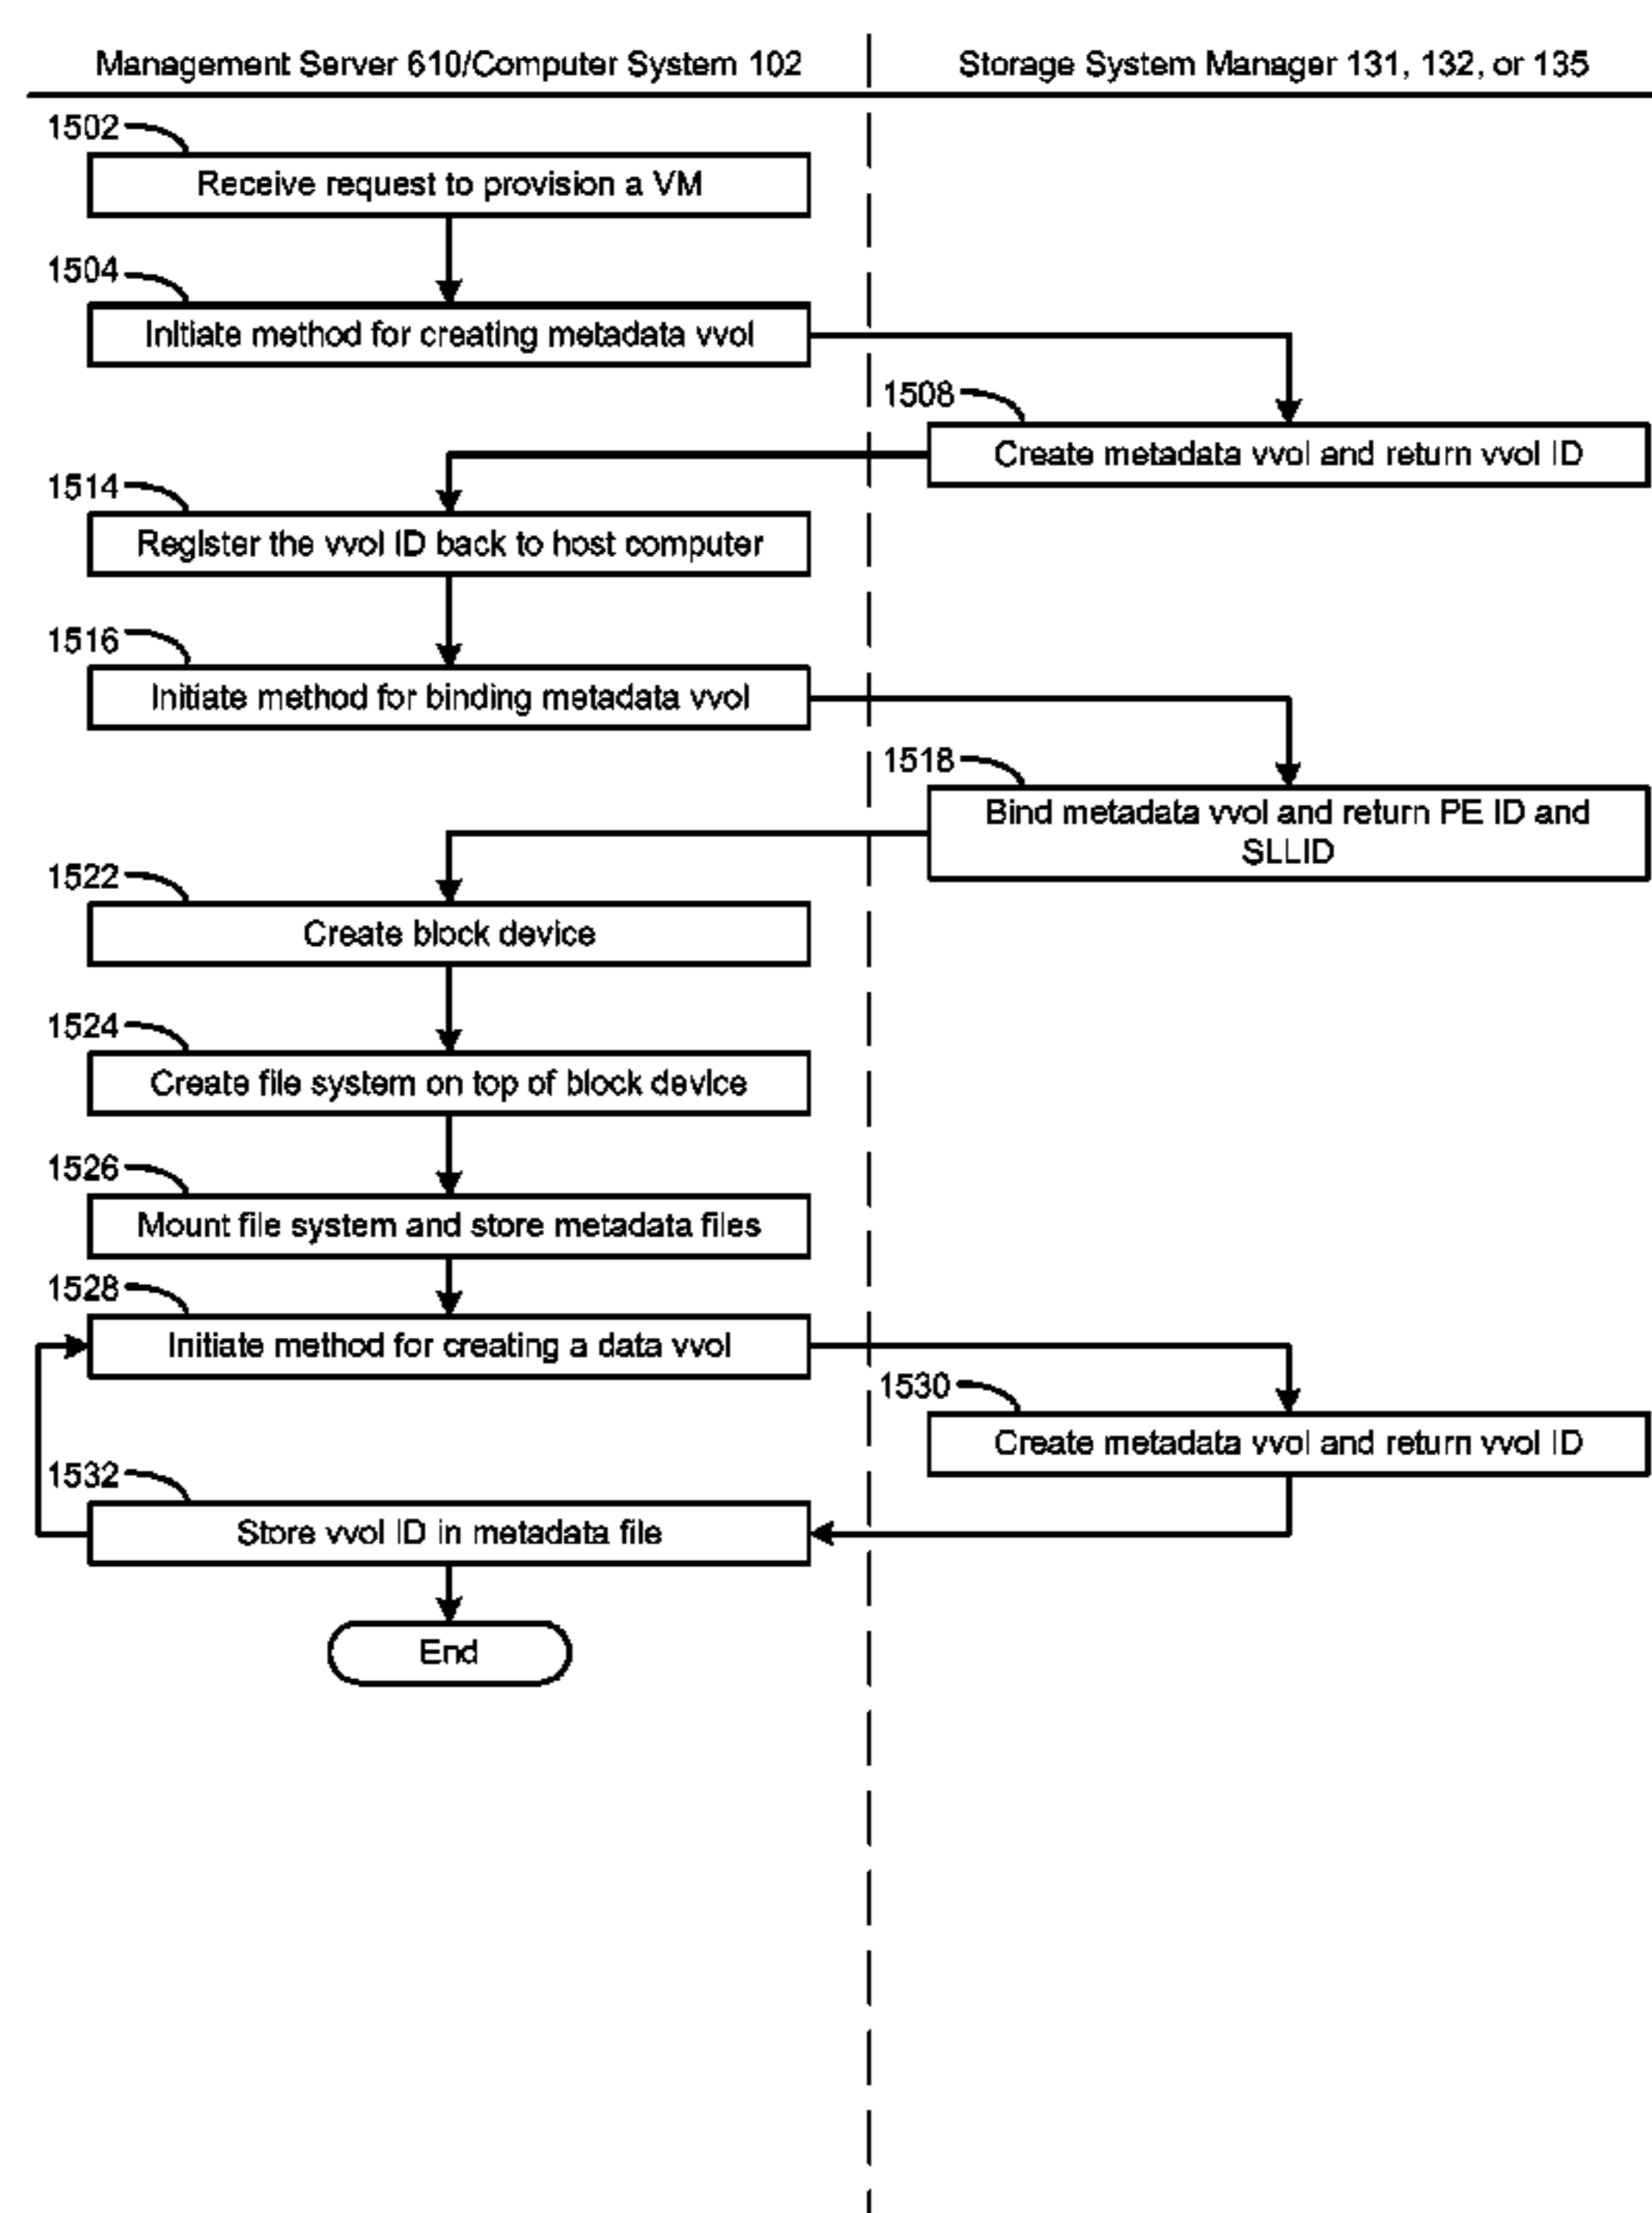 Management Server 610/Computer System 102
Storage System Manager 131, 132, or 135
1502
Receive request to provision a VM
1504
Initiate method for creating metadata vvol
1508
Create metadata vvol and return vvol ID
1514
Register the vvol ID back to host computer
1516
Initiate method for binding metadata vvol
1518
Bind metadata vvol and return PE ID and
SLLID
1522
Create block device
1524
Create file system on top of block device
1526
Mount file system and store metadata files
1528
Initiate method for creating a data vvol
1530
Create metadata vvol and return vvol ID
1532
Store vvol ID in metadata file
End